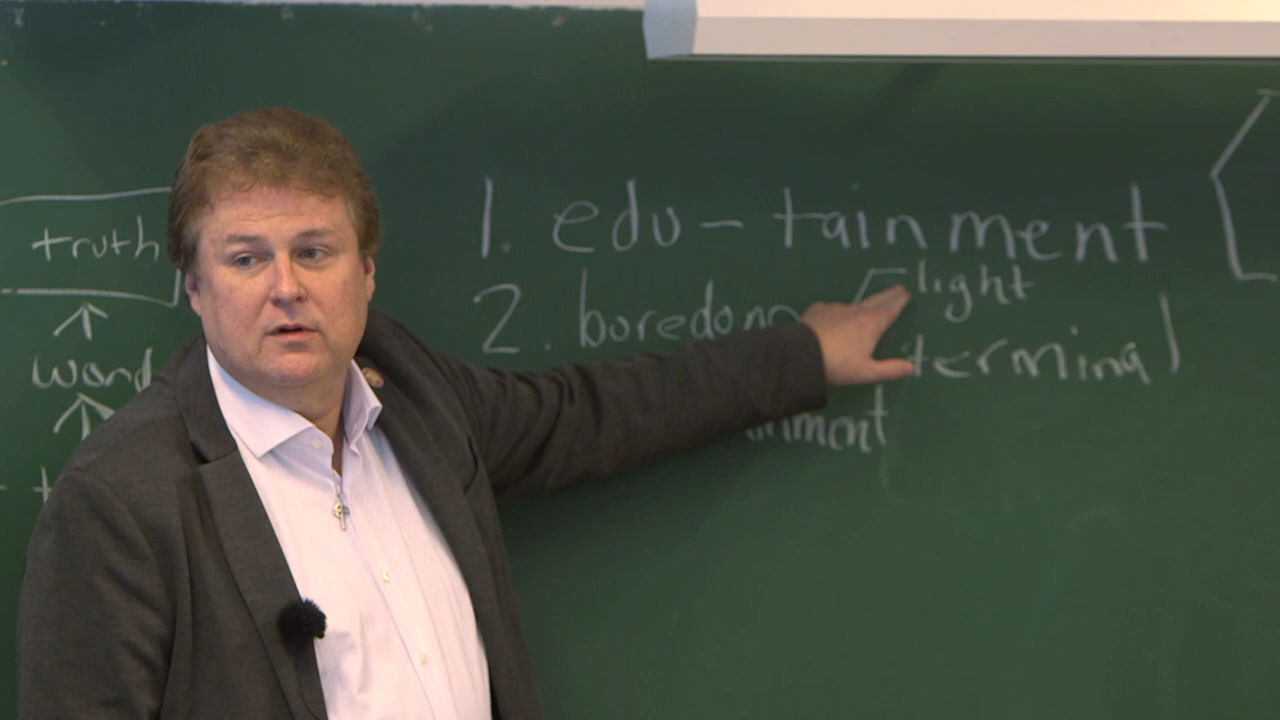 truth
word
1. edu-tainment
2. boredom
light
terminal